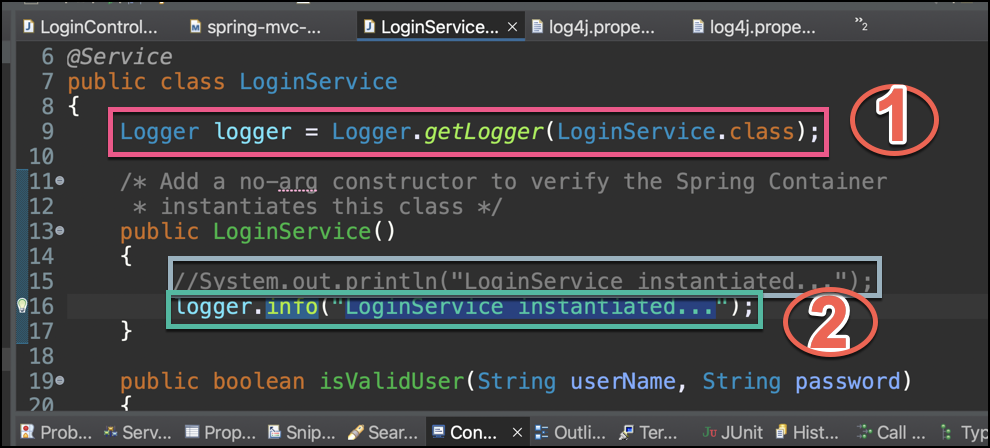 LoginControl...
spring-mvc-...
LoginService...
log4j.prope...
log4j.prope...
»2
6 @Service
7 public class LoginService
8 {
9 Logger logger = Logger.getLogger(LoginService.class);
1
10
11 /* Add a no-arg constructor to verify the Spring Container
12 * instantiates this class */
13 public LoginService()
14 {
15 //System.out.println("LoginService instantiated...");
16 logger.info("LoginService instantiated...");
2
17 }
18
19 public boolean isValidUser(String userName, String password)
20 {
Prob...
Serv...
Prop...
Snip...
Sear...
Con...
Outli...
Ter...
JU JUnit
Hist...
Call ...
Typ